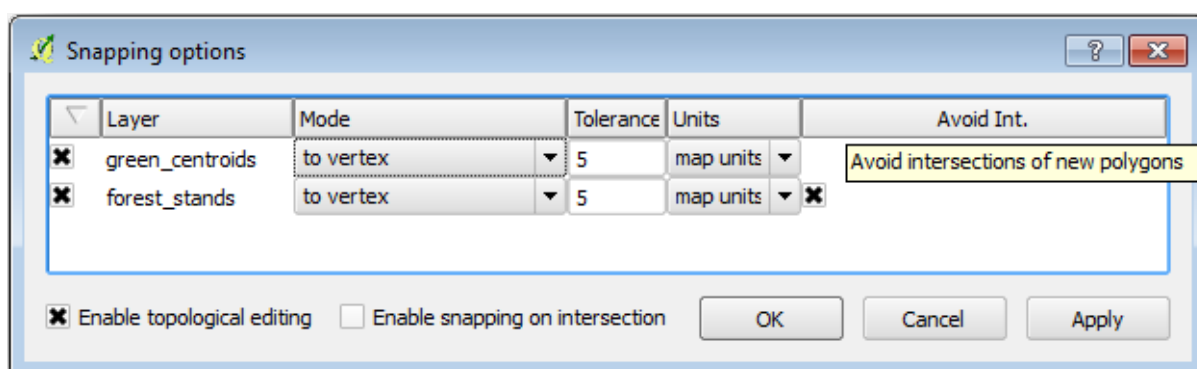 Snapping options
Layer Mode Tolerance Units Avoid Int.
green_centroids to vertex 5 map units Avoid intersections of new polygons
forest_stands to vertex 5 map units
Enable topological editing Enable snapping on intersection OK Cancel Apply